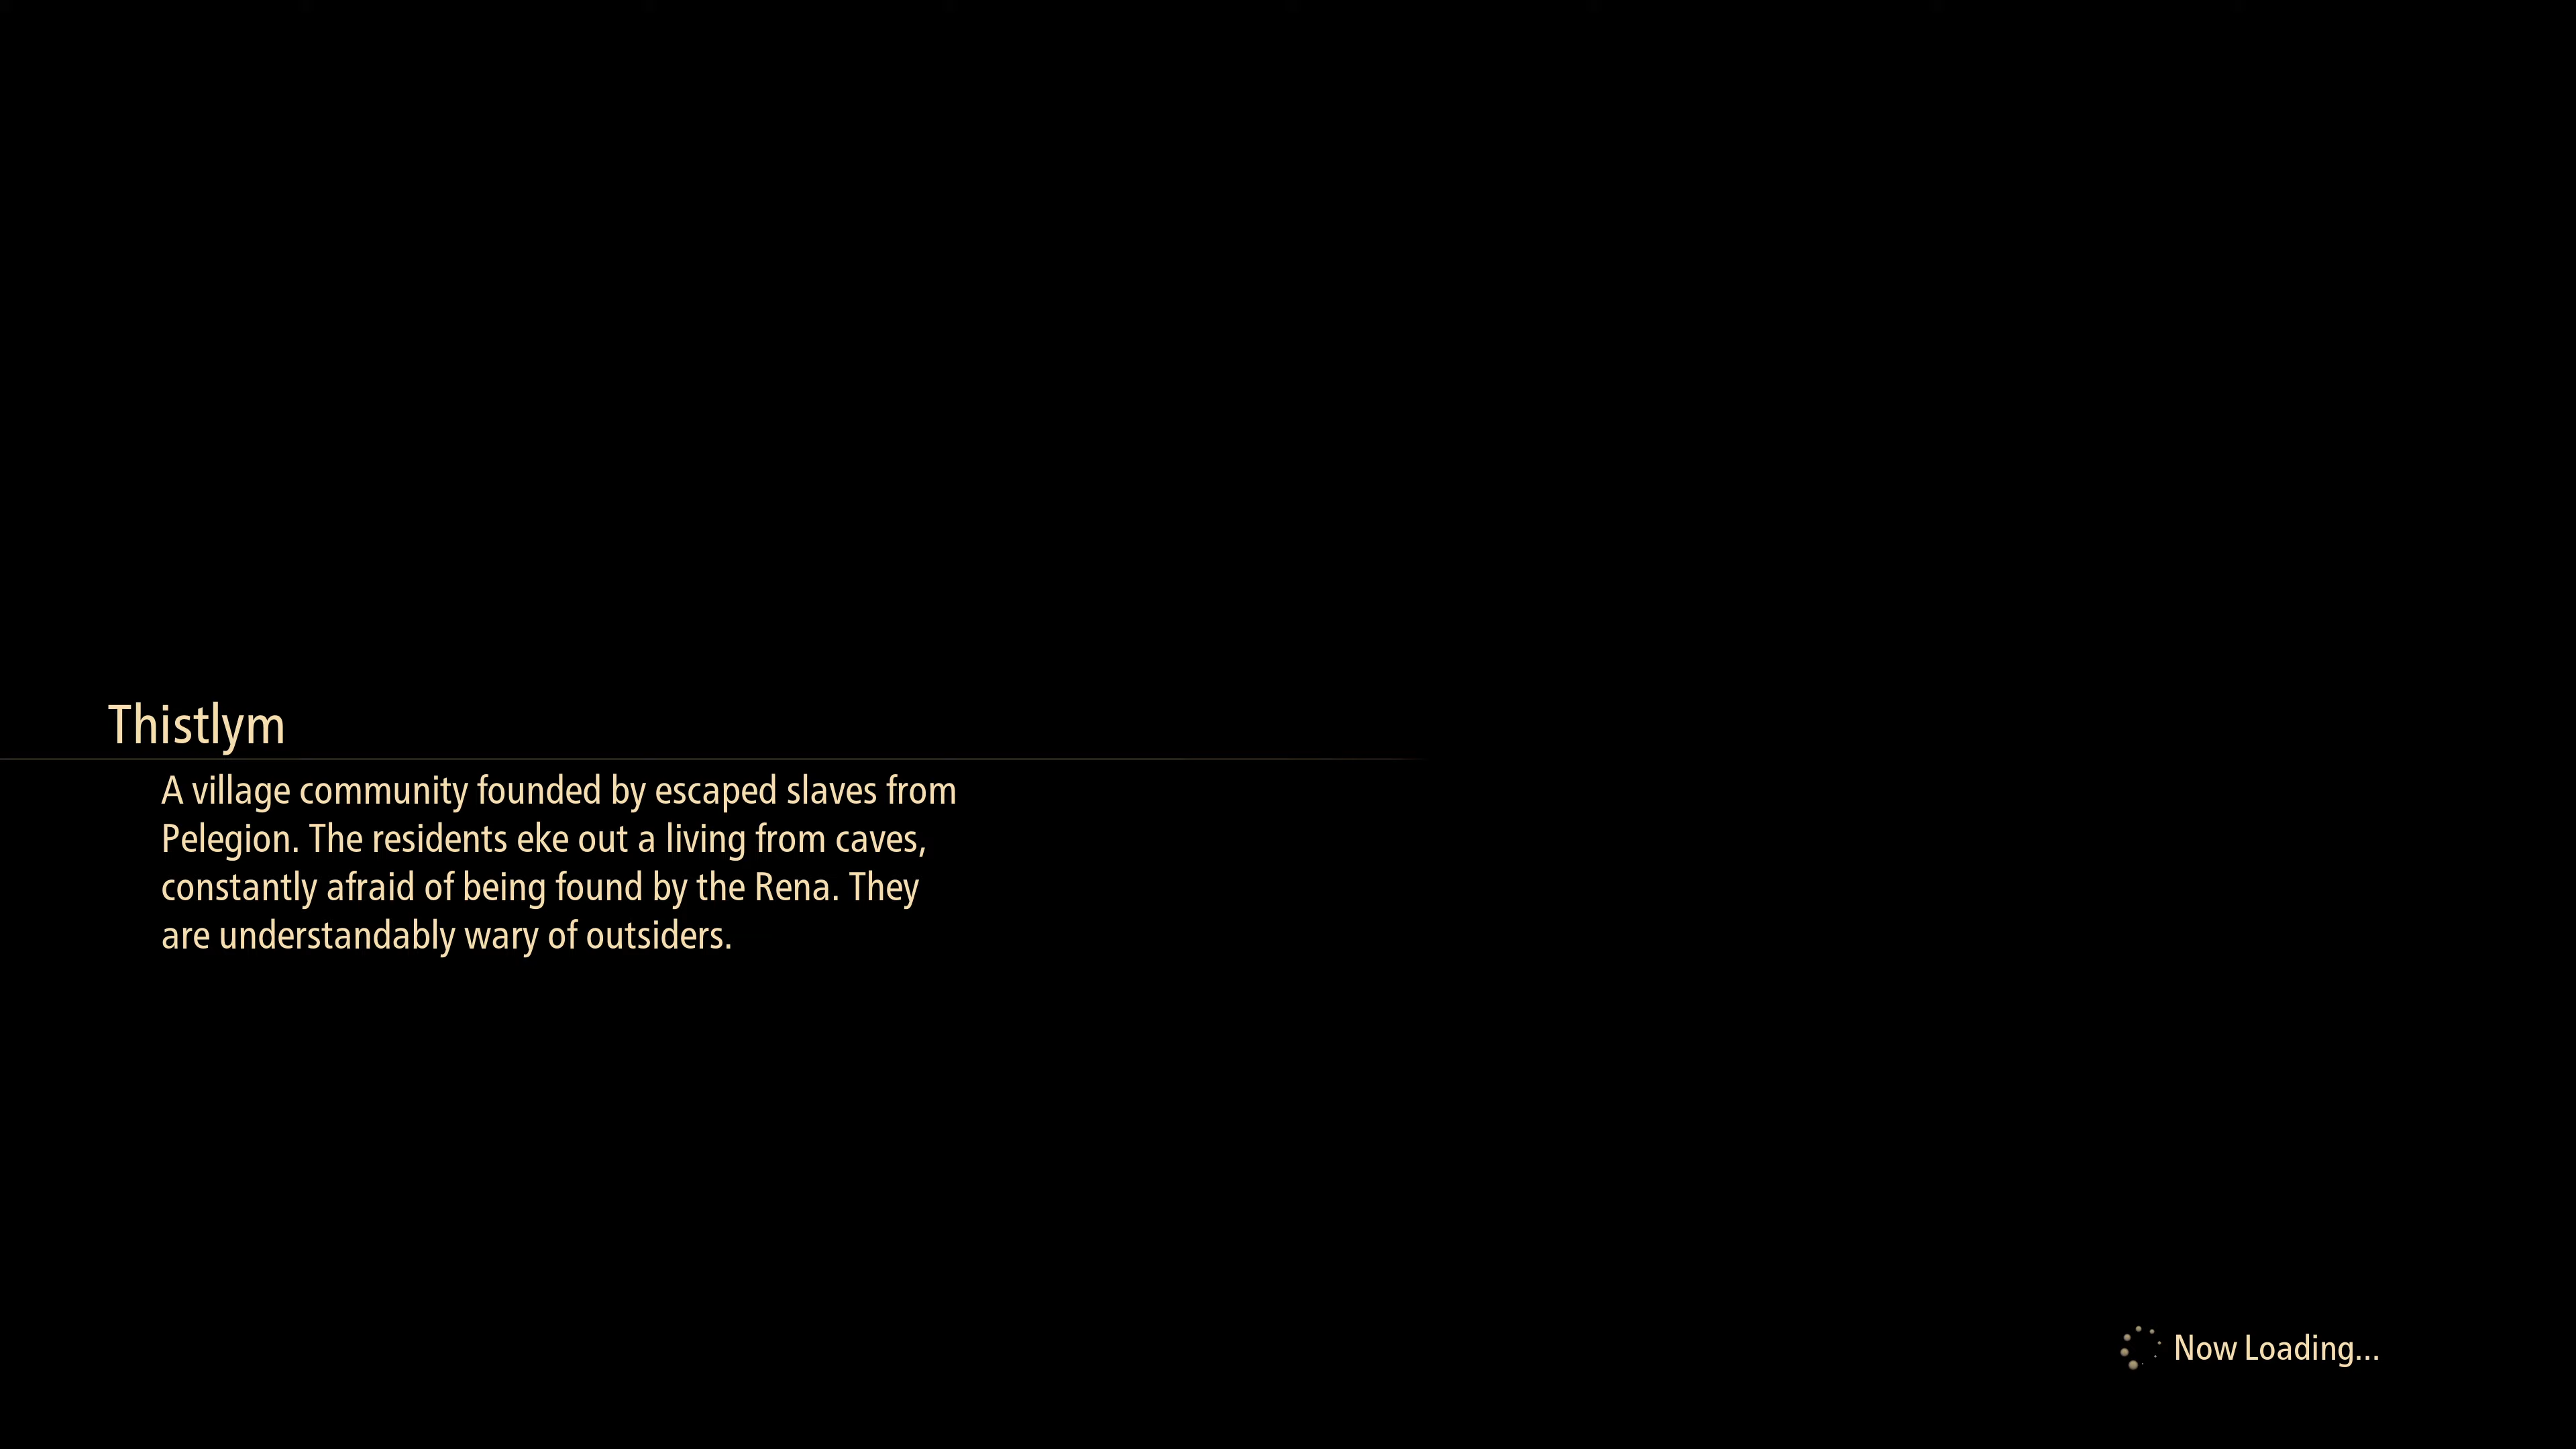 Thistlym
A village community founded by escaped slaves from
Pelegion. The residents eke out a living from caves,
constantly afraid of being found by the Rena. They
are understandably wary of outsiders.
Now Loading...